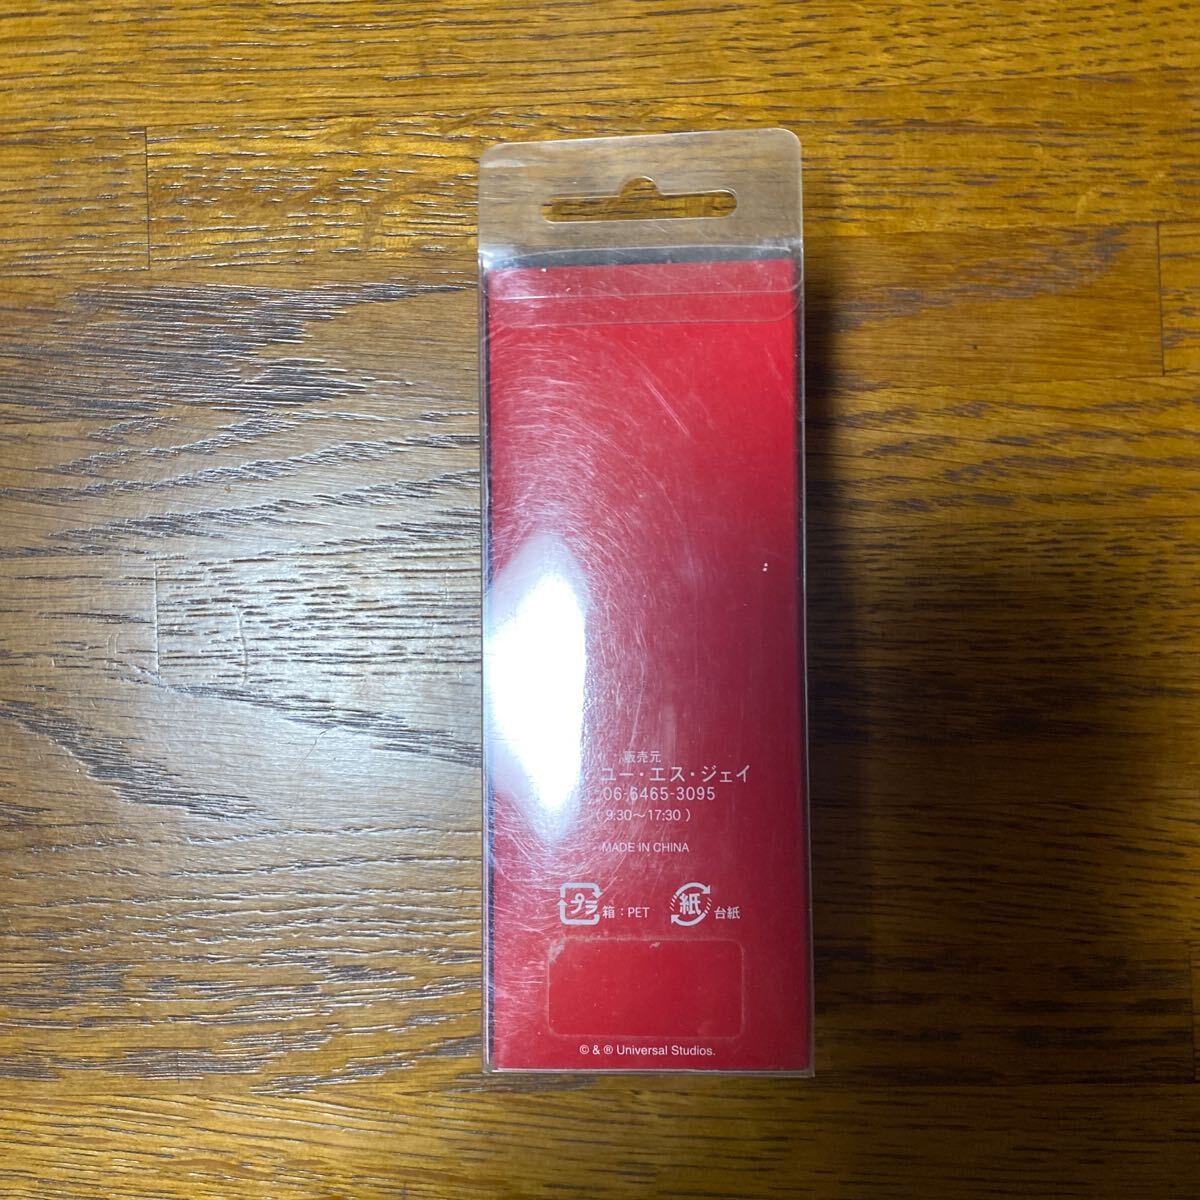 販売元
ユー・エス・ジェイ
06-6465-3095
( 9:30～17:30 )
MADE IN CHINA
プラ 箱：PET 紙 台紙
© & ® Universal Studios.